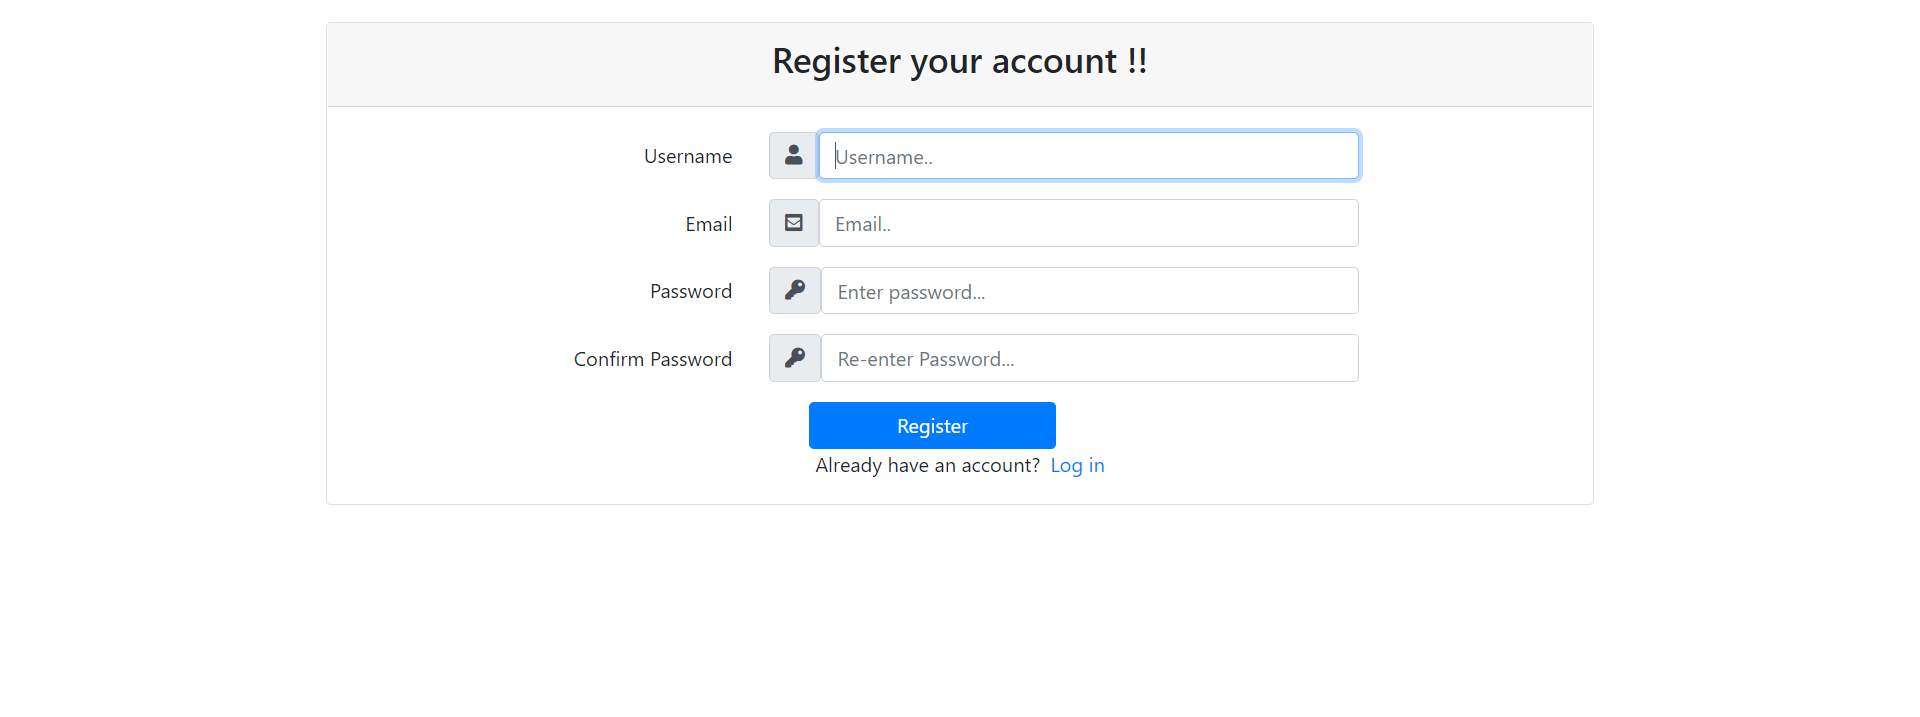 Register your account !!
Username
Username..
Email
Email..
Password
Enter password...
Confirm Password
Re-enter Password...
Register
Already have an account? Log in